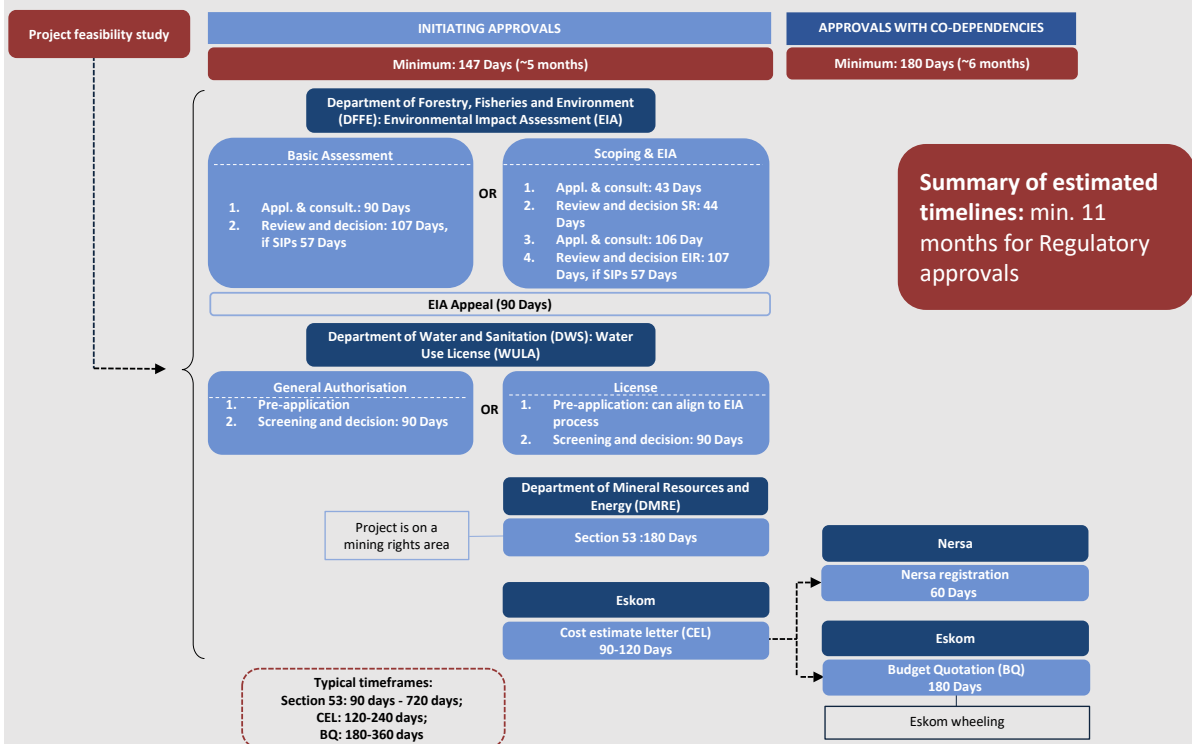 Project feasibility study
INITIATING APPROVALS
APPROVALS WITH CO-DEPENDENCIES
Minimum: 147 Days (~5 months)
Minimum: 180 Days (~6 months)
Department of Forestry, Fisheries and Environment
(DFFE): Environmental Impact Assessment (EIA)
Basic Assessment
1. Appl. & consult.: 90 Days
2. Review and decision: 107 Days,
if SIPs 57 Days
OR
Scoping & EIA
1. Appl. & consult: 43 Days
2. Review and decision SR: 44
Days
3. Appl. & consult: 106 Day
4. Review and decision EIR: 107
Days, if SIPs 57 Days
Summary of estimated
timelines: min. 11
months for Regulatory
approvals
EIA Appeal (90 Days)
Department of Water and Sanitation (DWS): Water
Use License (WULA)
General Authorisation
1. Pre-application
2. Screening and decision: 90 Days
OR
License
1. Pre-application: can align to EIA
process
2. Screening and decision: 90 Days
Department of Mineral Resources and
Energy (DMRE)
Project is on a
mining rights area
Section 53 :180 Days
Nersa
Nersa registration
60 Days
Eskom
Cost estimate letter (CEL)
90-120 Days
Eskom
Budget Quotation (BQ)
180 Days
Eskom wheeling
Typical timeframes:
Section 53: 90 days - 720 days;
CEL: 120-240 days;
BQ: 180-360 days